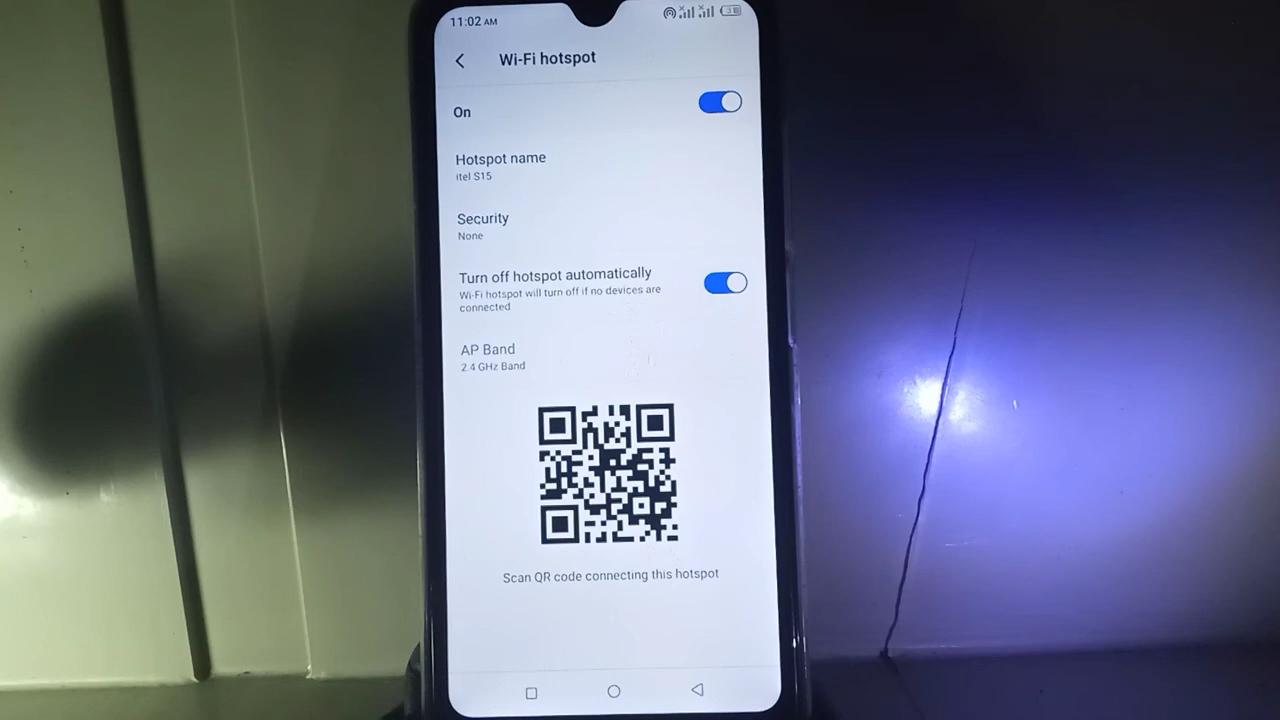 11:02 AM
Wi-Fi hotspot
On
Hotspot name
itel S15
Security
None
Turn off hotspot automatically
Wi-Fi hotspot will turn off if no devices are
connected
AP Band
2.4 GHz Band
Scan QR code connecting this hotspot